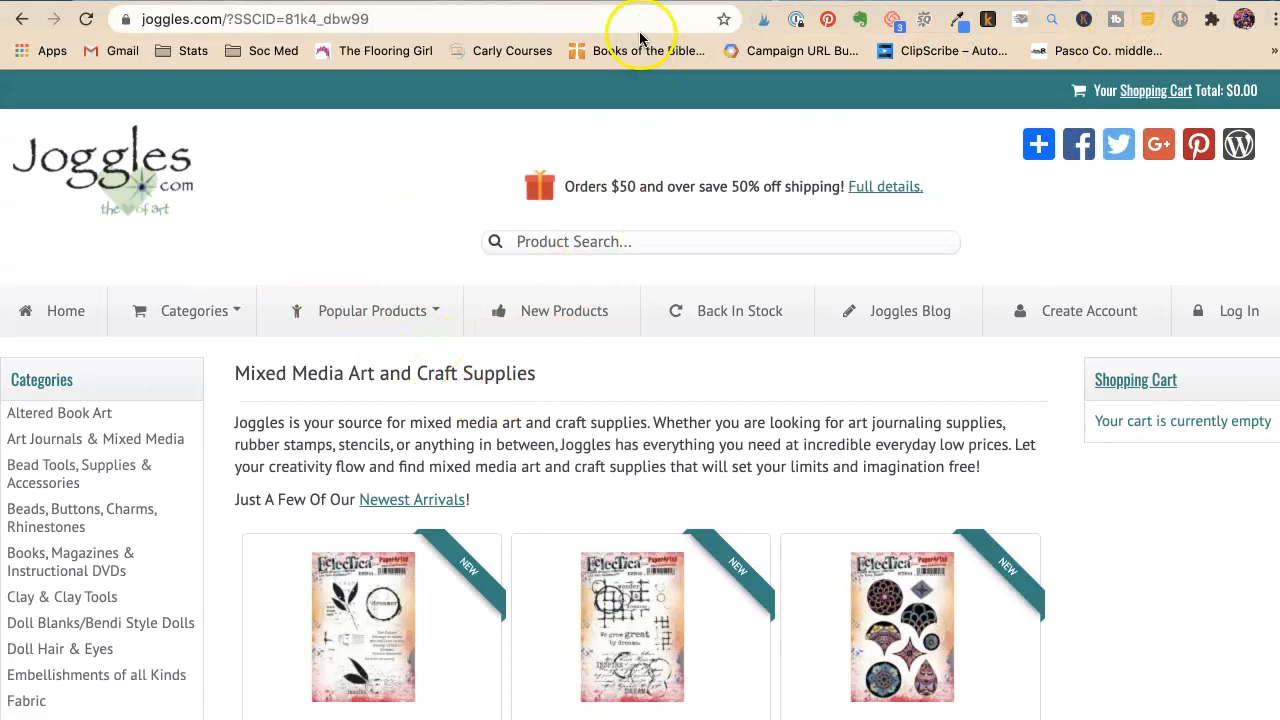 joggles.com/?SSCID=81k4_dbw99
3
Apps Gmail Stats Soc Med The Flooring Girl Carly Courses Books of the Bible... Campaign URL Bu... ClipScribe – Auto... Pasco Co. middle... »
Your Shopping Cart Total: $0.00
Joggles
.com
the of art
Orders $50 and over save 50% off shipping! Full details.
Product Search...
Home Categories Popular Products New Products Back In Stock Joggles Blog Create Account Log In
Categories
Altered Book Art
Art Journals & Mixed Media
Bead Tools, Supplies &
Accessories
Beads, Buttons, Charms,
Rhinestones
Books, Magazines &
Instructional DVDs
Clay & Clay Tools
Doll Blanks/Bendi Style Dolls
Doll Hair & Eyes
Embellishments of all Kinds
Fabric
Mixed Media Art and Craft Supplies
Joggles is your source for mixed media art and craft supplies. Whether you are looking for art journaling supplies,
rubber stamps, stencils, or anything in between, Joggles has everything you need at incredible everyday low prices. Let
your creativity flow and find mixed media art and craft supplies that will set your limits and imagination free!
Just A Few Of Our Newest Arrivals!
NEW
NEW
NEW
Shopping Cart
Your cart is currently empty